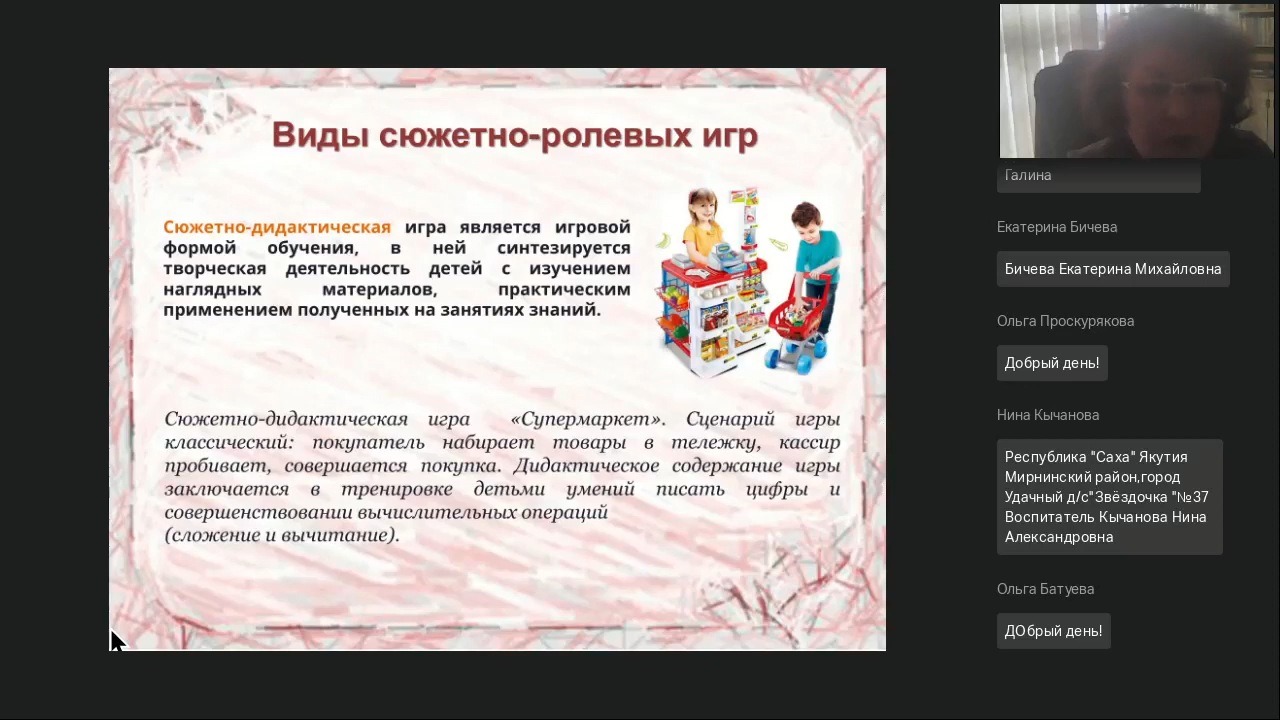 Виды сюжетно-ролевых игр
Сюжетно-дидактическая игра является игровой
формой обучения, в ней синтезируется
творческая деятельность детей с изучением
наглядных материалов, практическим
применением полученных на занятиях знаний.
Сюжетно-дидактическая игра «Супермаркет». Сценарий игры
классический: покупатель набирает товары в тележку, кассир
пробивает, совершается покупка. Дидактическое содержание игры
заключается в тренировке детьми умений писать цифры и
совершенствовании вычислительных операций
(сложение и вычитание).
Галина
Екатерина Бичева
Бичева Екатерина Михайловна
Ольга Проскурякова
Добрый день!
Нина Кычанова
Республика "Саха" Якутия
Мирнинский район,город
Удачный д/с"Звёздочка "№37
Воспитатель Кычанова Нина
Александровна
Ольга Батуева
ДОбрый день!